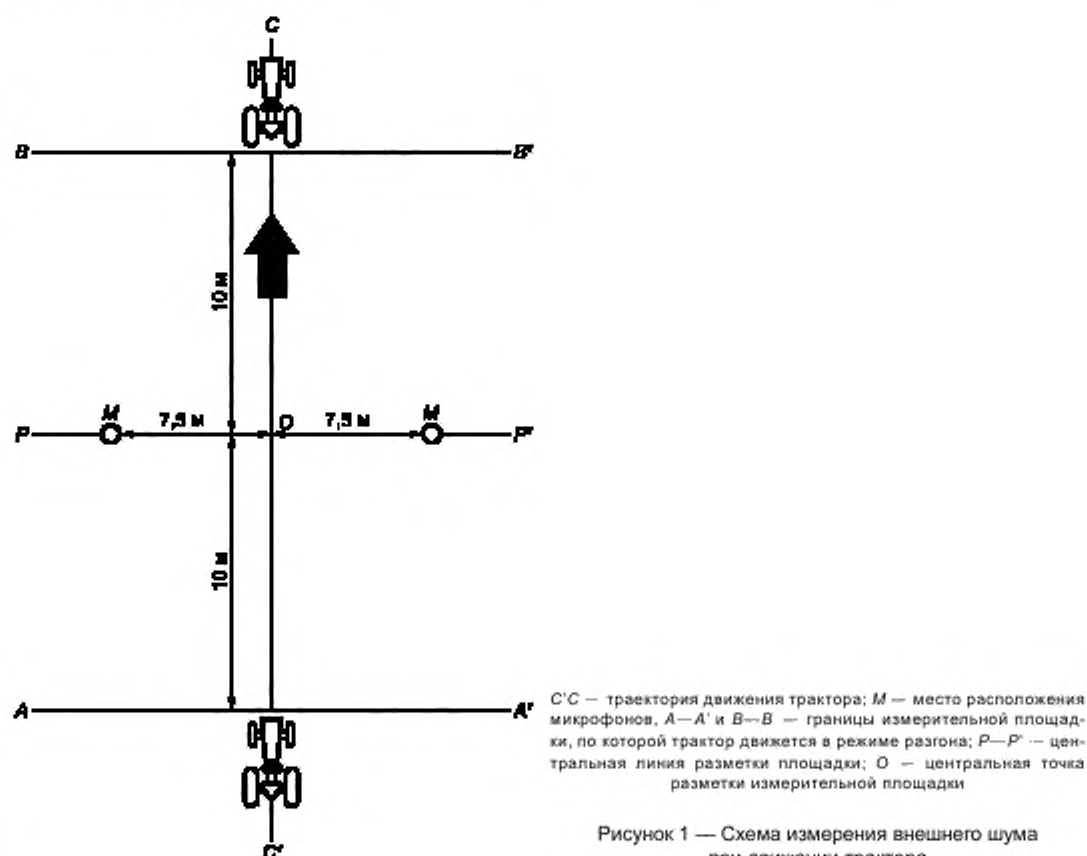 C
B B'
10 м
M M
7,5 м 7,5 м
P O P'
10 м
A A'
C'
C'C — траектория движения трактора; M — место расположения
микрофонов, A—A' и B—B — границы измерительной площад-
ки, по которой трактор движется в режиме разгона; P—P' — цен-
тральная линия разметки площадки; O — центральная точка
разметки измерительной площадки
Рисунок 1 — Схема измерения внешнего шума